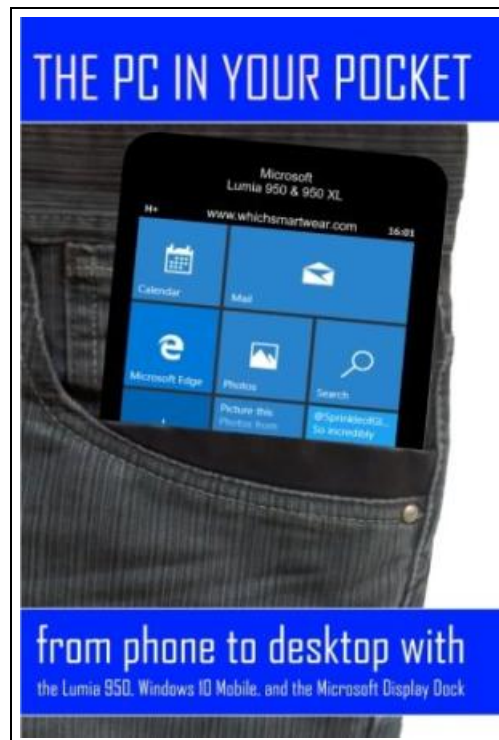 THE PC IN YOUR POCKET
Microsoft
Lumia 950 & 950 XL
H+ www.whichsmartwear.com 16:01
Calendar Mail
Microsoft Edge Photos Search
Picture this @SprinkledGl...
Photos from So incredibly
from phone to desktop with
the Lumia 950, Windows 10 Mobile, and the Microsoft Display Dock